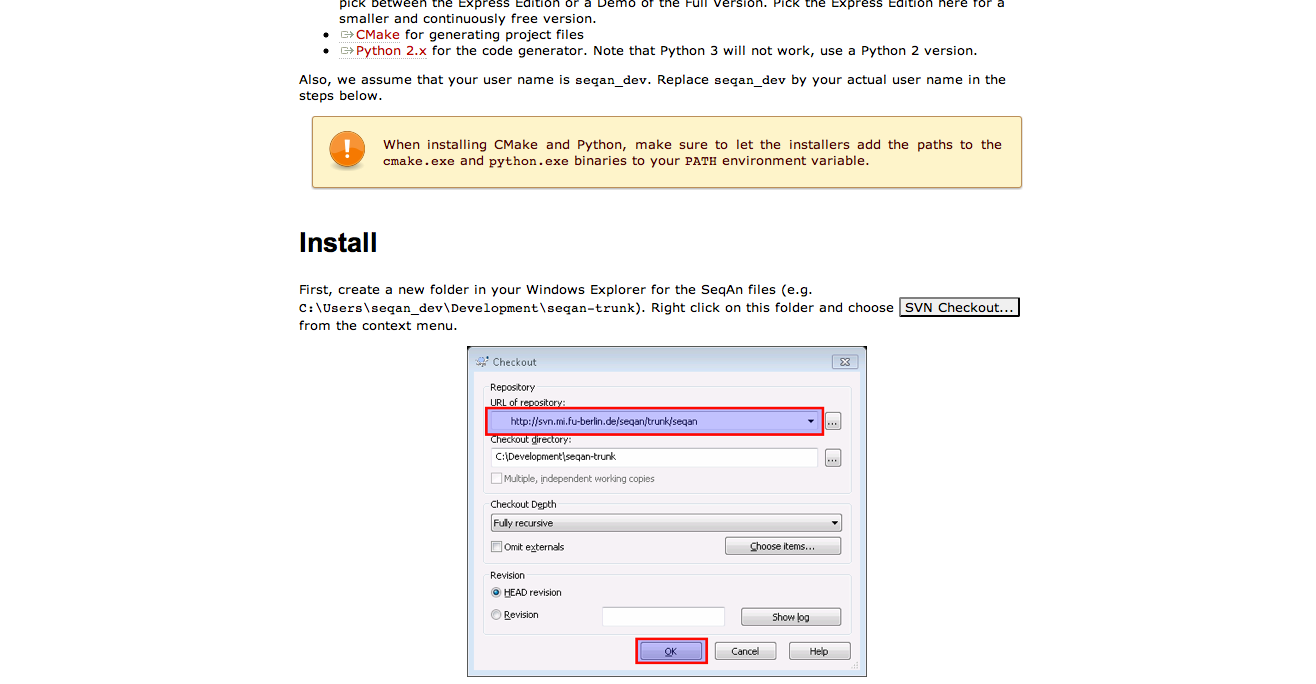 pick between the Express Edition or a Demo of the Full Version. Pick the Express Edition here for a
smaller and continuously free version.
CMake for generating project files
Python 2.x for the code generator. Note that Python 3 will not work, use a Python 2 version.
Also, we assume that your user name is seqan_dev. Replace seqan_dev by your actual user name in the
steps below.
When installing CMake and Python, make sure to let the installers add the paths to the
cmake.exe and python.exe binaries to your PATH environment variable.
Install
First, create a new folder in your Windows Explorer for the SeqAn files (e.g.
C:\Users\seqan_dev\Development\seqan-trunk). Right click on this folder and choose SVN Checkout...
from the context menu.
Checkout
Repository
URL of repository:
http://svn.mi.fu-berlin.de/seqan/trunk/seqan
...
Checkout directory:
C:\Development\seqan-trunk
...
Multiple, independent working copies
Checkout Depth
Fully recursive
Omit externals
Choose items...
Revision
HEAD revision
Revision
Show log
OK
Cancel
Help